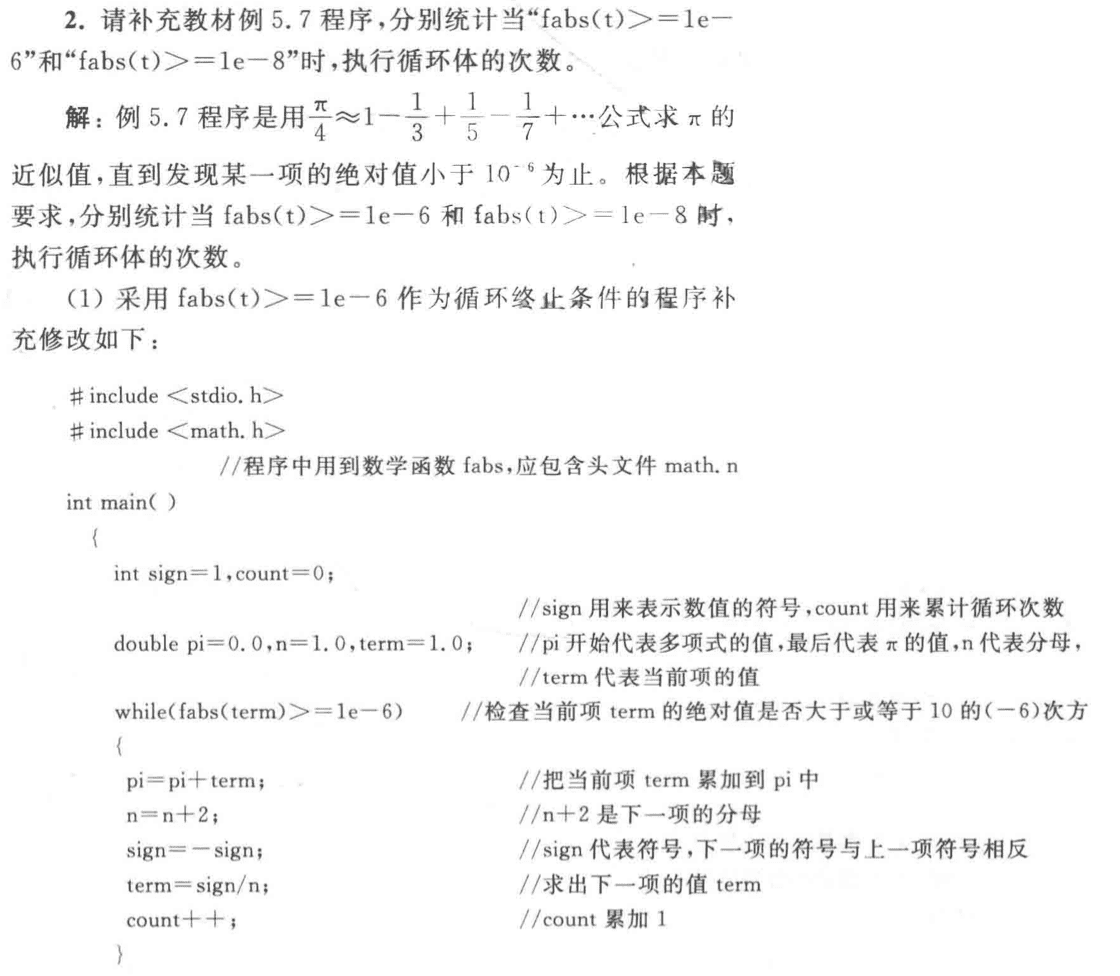 2. 请补充教材例 5.7 程序,分别统计当“fabs(t)>=1e-
6”和“fabs(t)>=1e-8”时,执行循环体的次数。
解: 例 5.7 程序是用π/4≈1-1/3+1/5-1/7+…公式求 π 的
近似值,直到发现某一项的绝对值小于 10⁻⁶ 为止。根据本题
要求,分别统计当 fabs(t)>=1e-6 和 fabs(t)>=1e-8 时,
执行循环体的次数。
(1) 采用 fabs(t)>=1e-6 作为循环终止条件的程序补
充修改如下:
#include <stdio.h>
#include <math.h>
//程序中用到数学函数 fabs,应包含头文件 math.n
int main( )
{
int sign=1,count=0;
//sign 用来表示数值的符号,count 用来累计循环次数
double pi=0.0,n=1.0,term=1.0; //pi 开始代表多项式的值,最后代表 π 的值,n 代表分母,
//term 代表当前项的值
while(fabs(term)>=1e-6) //检查当前项 term 的绝对值是否大于或等于 10 的(-6)次方
{
pi=pi+term; //把当前项 term 累加到 pi 中
n=n+2; //n+2 是下一项的分母
sign=-sign; //sign 代表符号,下一项的符号与上一项符号相反
term=sign/n; //求出下一项的值 term
count++; //count 累加 1
}